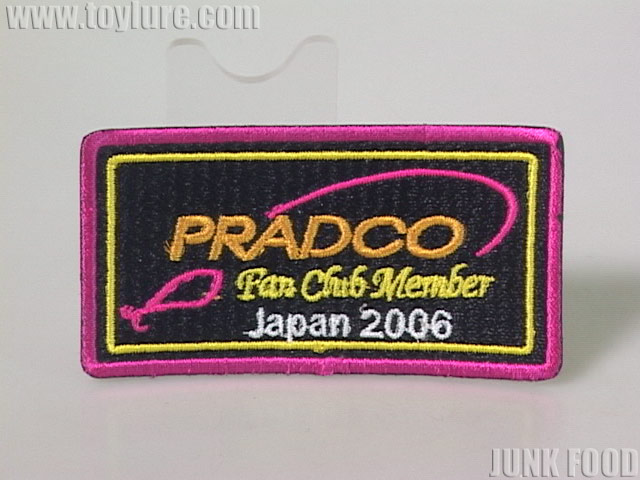 www.toylure.com
PRADCO
Fan Club Member
Japan 2006
JUNK FOOD